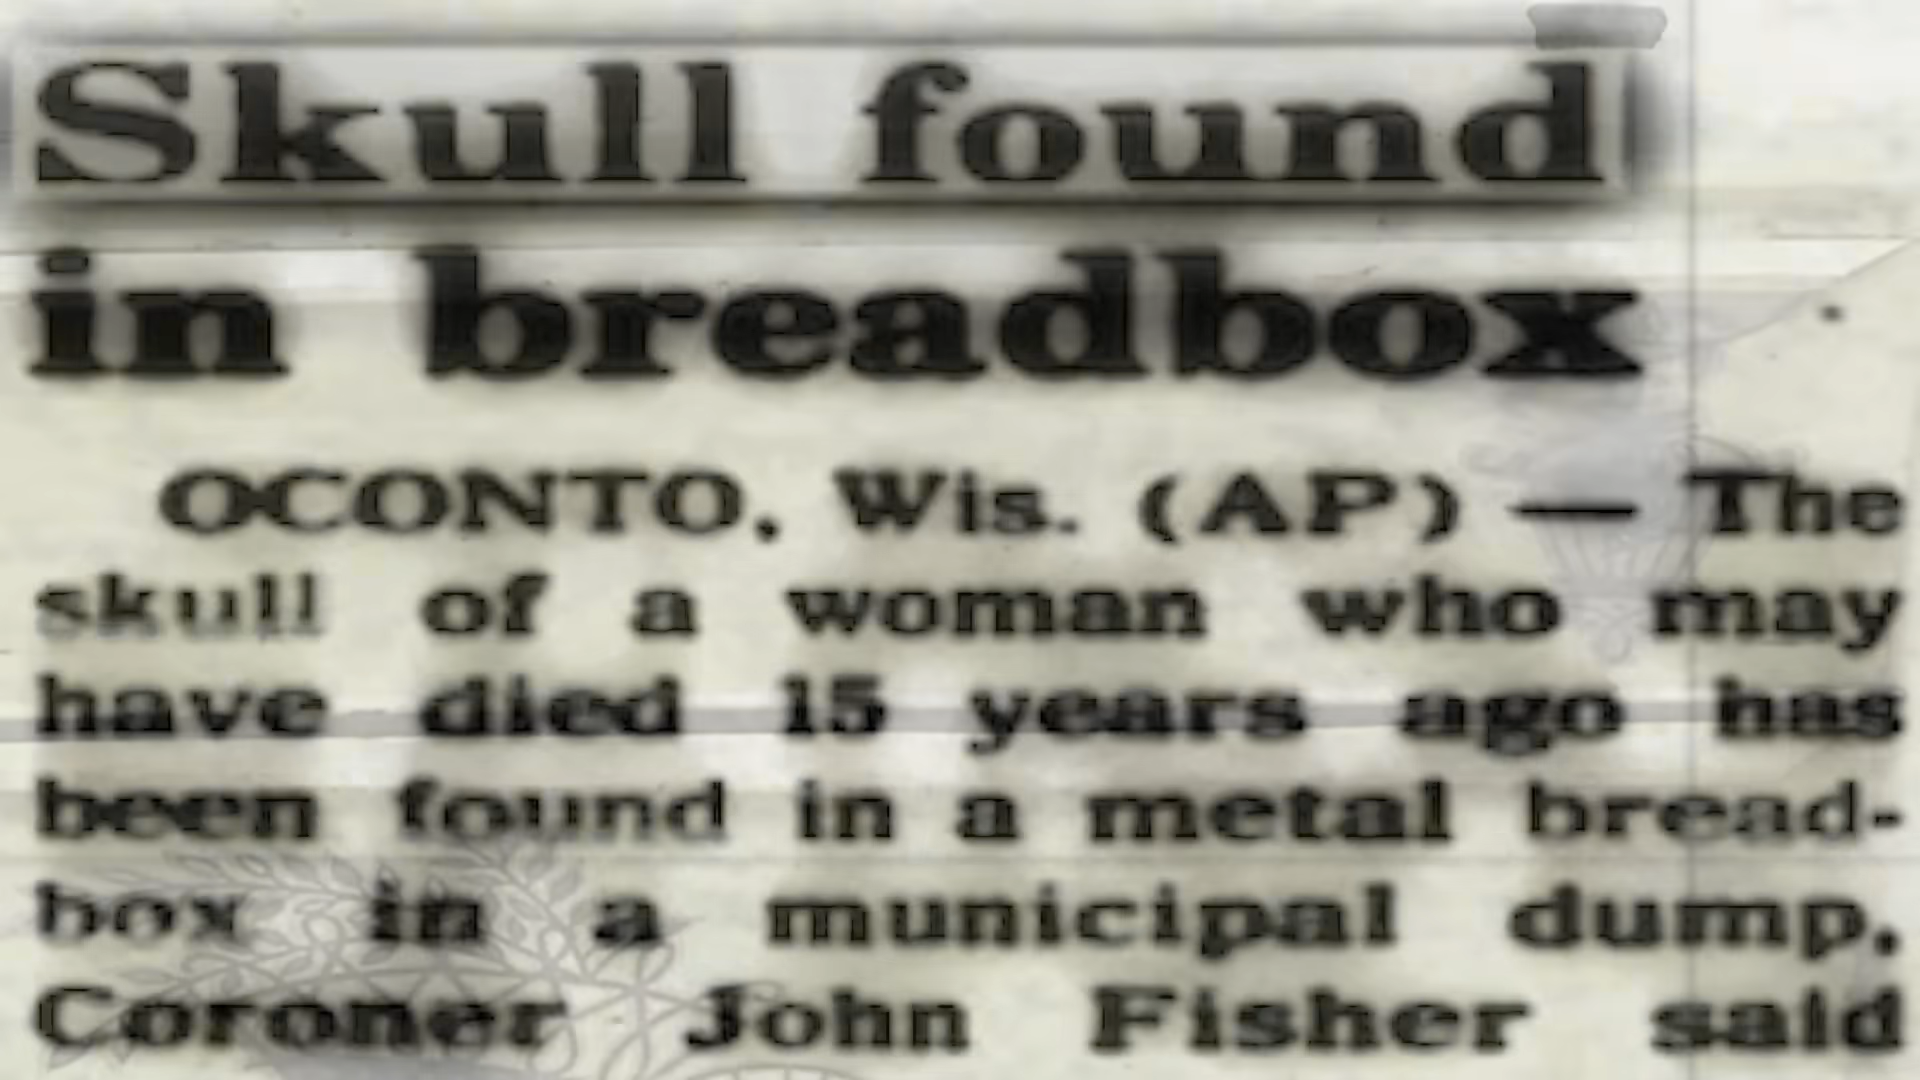 Skull found
in breadbox
OCONTO, Wis. (AP) — The
skull of a woman who may
have died 15 years ago has
been found in a metal bread-
box in a municipal dump,
Coroner John Fisher said